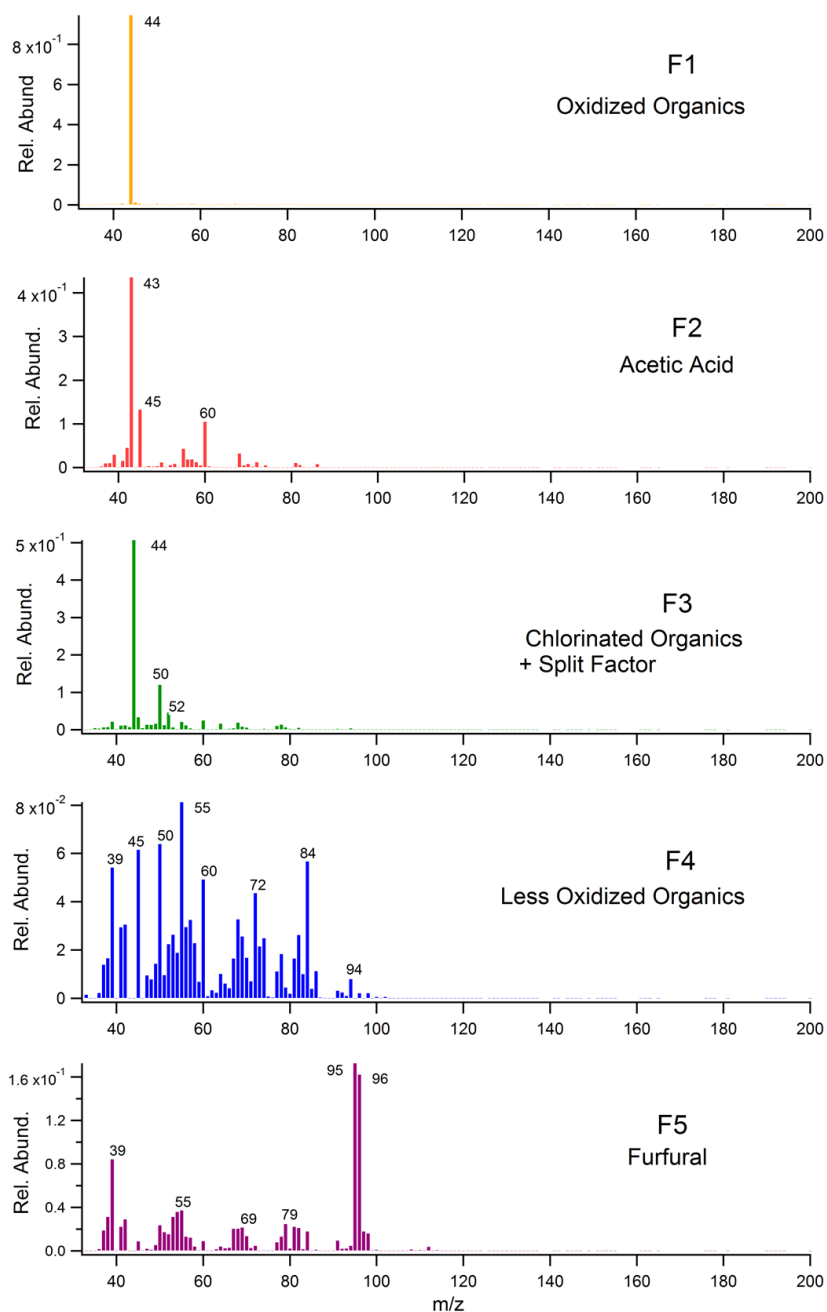 44
8 x10^-1
6
4
2
0
Rel. Abund
F1
Oxidized Organics
40 60 80 100 120 140 160 180 200
43
4 x10^-1
3
2
1
0
Rel. Abund.
45
60
F2
Acetic Acid
40 60 80 100 120 140 160 180 200
44
5 x10^-1
4
3
2
1
0
Rel. Abund.
50
52
F3
Chlorinated Organics
+ Split Factor
40 60 80 100 120 140 160 180 200
8 x10^-2
6
4
2
0
Rel. Abund.
39
45
50
55
60
72
84
94
F4
Less Oxidized Organics
40 60 80 100 120 140 160 180 200
1.6 x10^-1
1.2
0.8
0.4
0.0
Rel. Abund.
39
55
69
79
95
96
F5
Furfural
40 60 80 100 120 140 160 180 200
m/z